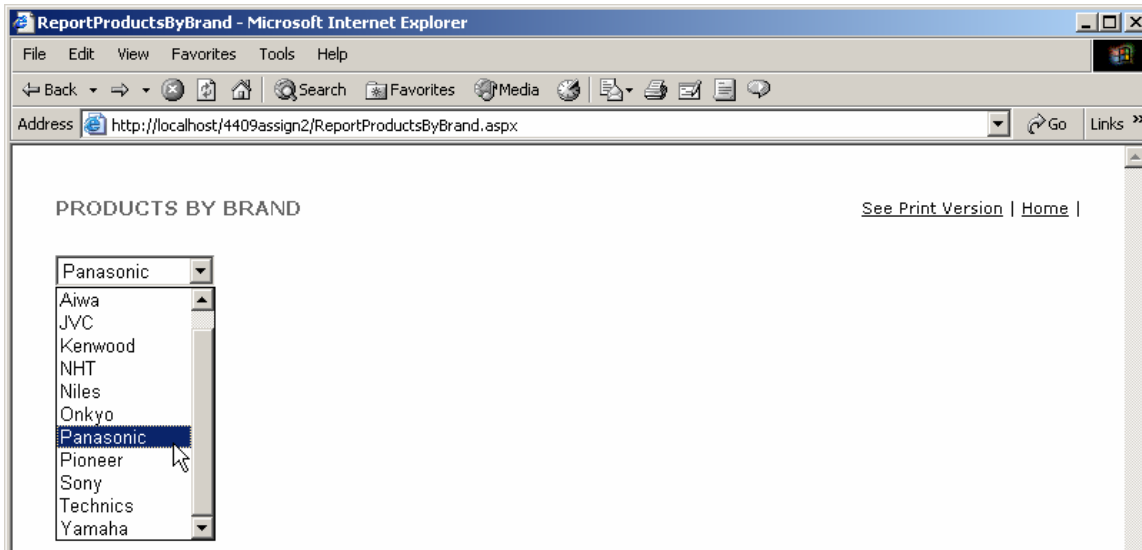 ReportProductsByBrand - Microsoft Internet Explorer
File Edit View Favorites Tools Help
Back Search Favorites Media
Address http://localhost/4409assign2/ReportProductsByBrand.aspx Go Links »
PRODUCTS BY BRAND See Print Version | Home |
Panasonic
Aiwa
JVC
Kenwood
NHT
Niles
Onkyo
Panasonic
Pioneer
Sony
Technics
Yamaha